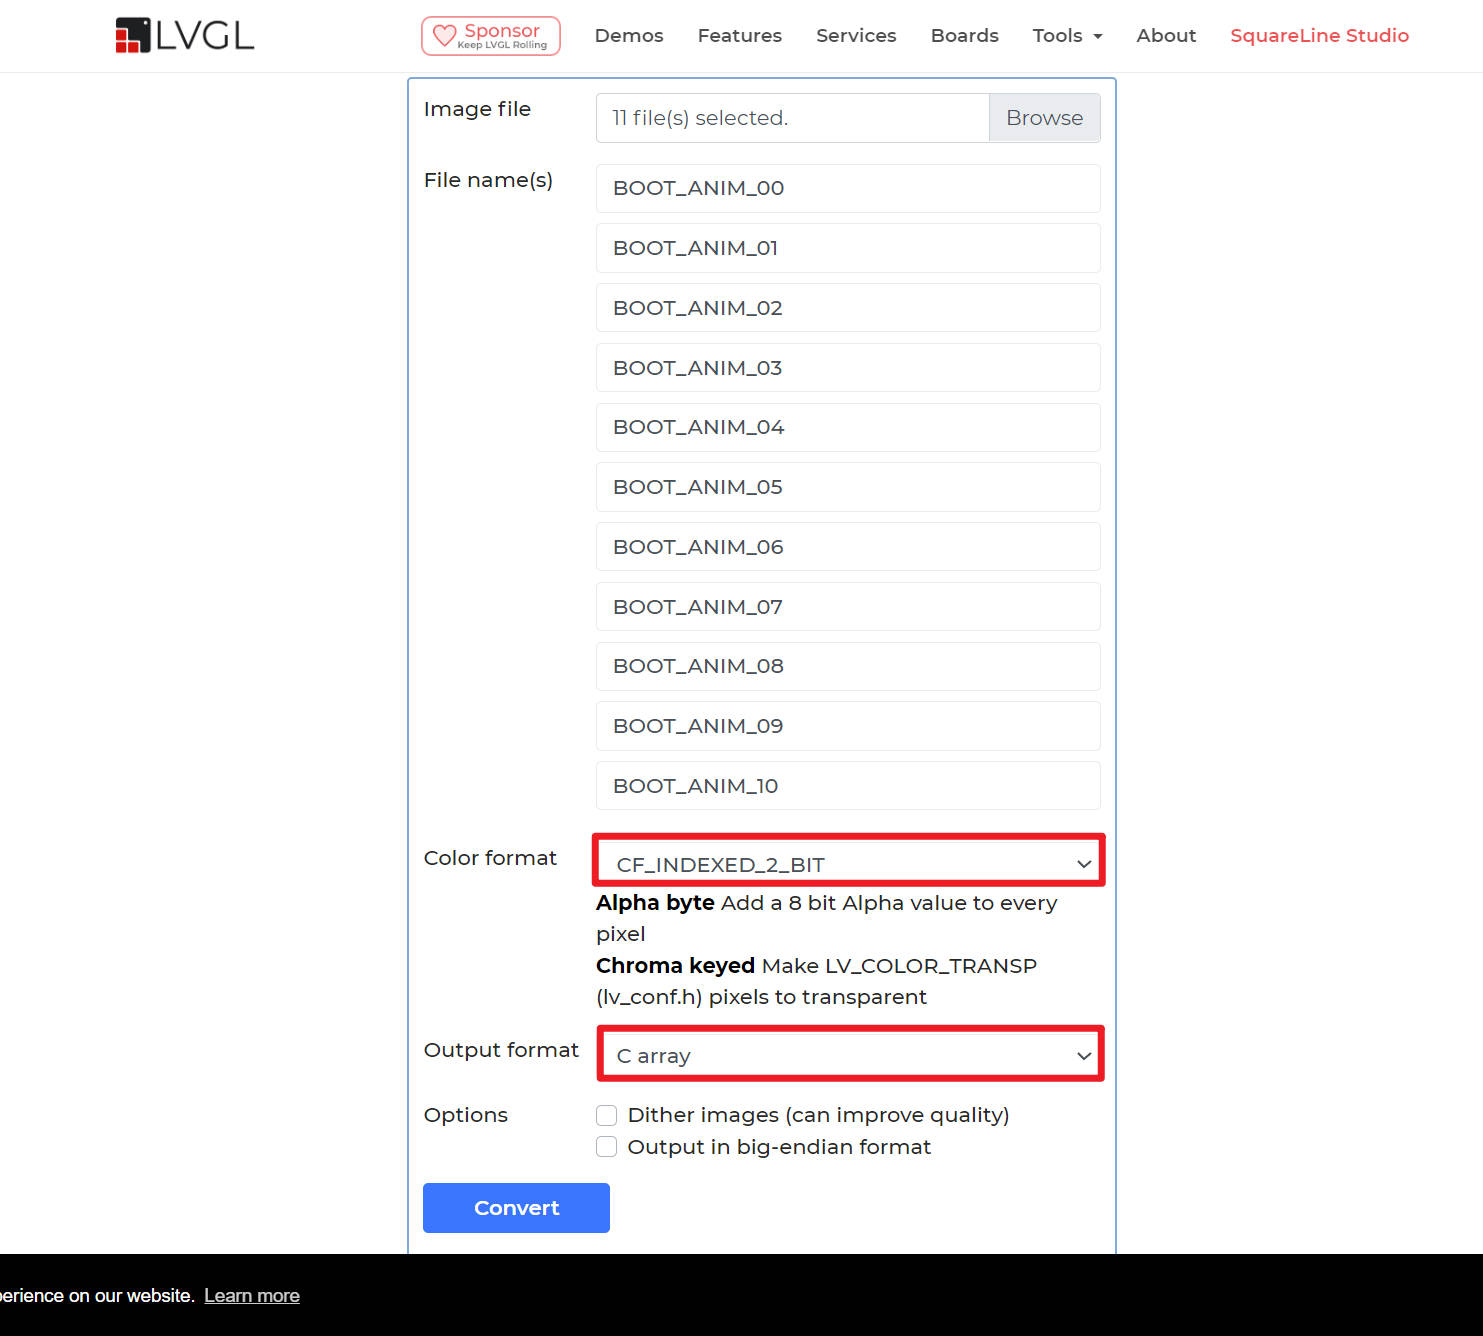 LVGL
Sponsor
Keep LVGL Rolling
Demos
Features
Services
Boards
Tools
About
SquareLine Studio
Image file
11 file(s) selected.
Browse
File name(s)
BOOT_ANIM_00
BOOT_ANIM_01
BOOT_ANIM_02
BOOT_ANIM_03
BOOT_ANIM_04
BOOT_ANIM_05
BOOT_ANIM_06
BOOT_ANIM_07
BOOT_ANIM_08
BOOT_ANIM_09
BOOT_ANIM_10
Color format
CF_INDEXED_2_BIT
Alpha byte Add a 8 bit Alpha value to every
pixel
Chroma keyed Make LV_COLOR_TRANSP
(lv_conf.h) pixels to transparent
Output format
C array
Options
Dither images (can improve quality)
Output in big-endian format
Convert
perience on our website. Learn more